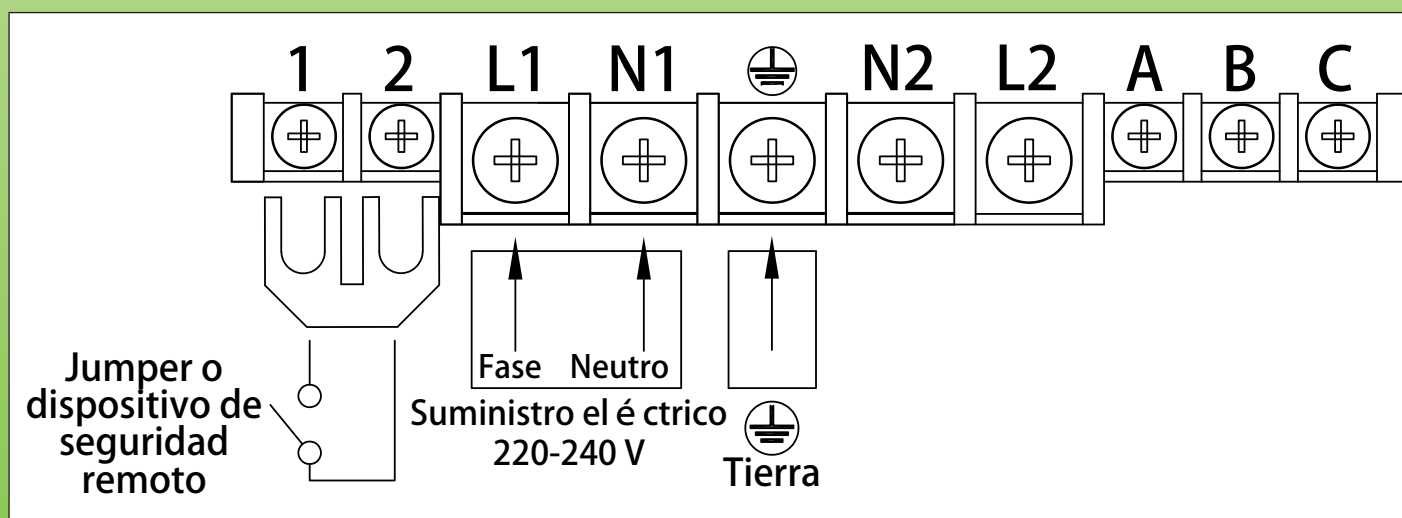 1 2 L1 N1 N2 L2 A B C
Fase Neutro
Suministro el é ctrico
220-240 V
Tierra
Jumper o
dispositivo de
seguridad
remoto